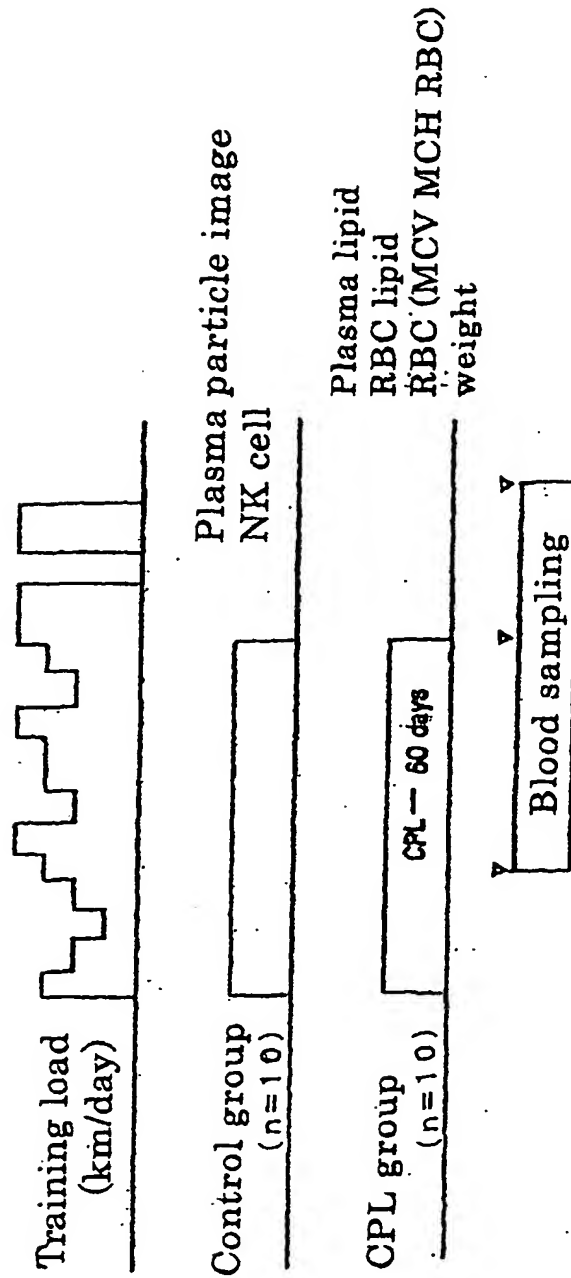 Training load
(km/day)
Control group
(n=10)
Plasma particle image
NK cell
CPL group
(n=10)
CPL — 60 days
Plasma lipid
RBC lipid
RBC (MCV MCH RBC)
weight
Blood sampling